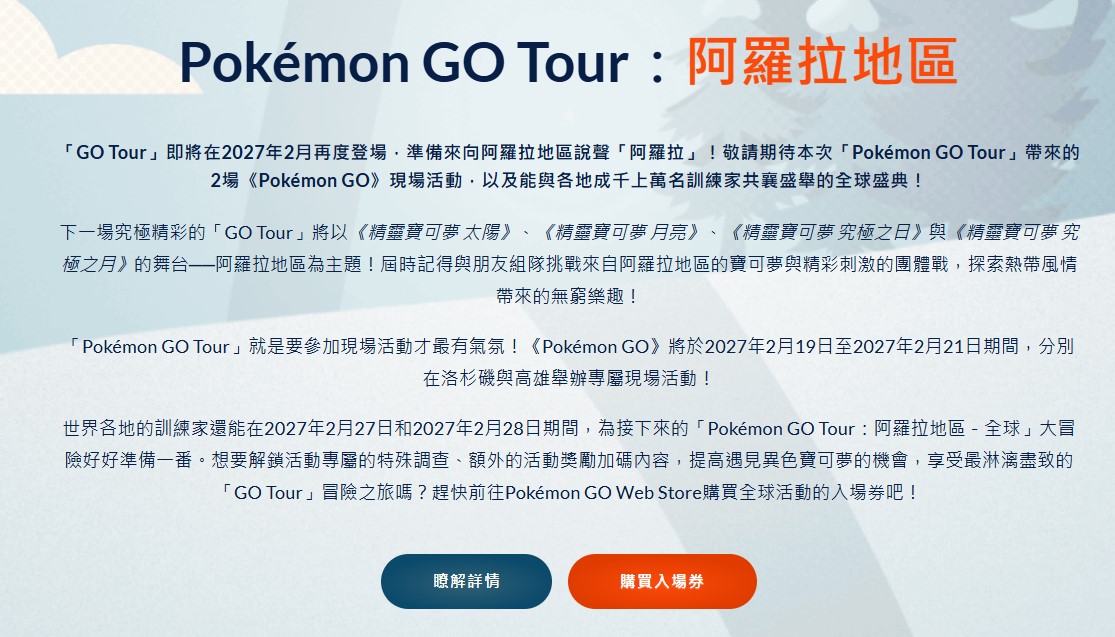 Pokémon GO Tour：阿羅拉地區
「GO Tour」即將在2027年2月再度登場，準備來向阿羅拉地區說聲「阿羅拉」！敬請期待本次「Pokémon GO Tour」帶來的
2場《Pokémon GO》現場活動，以及能與各地成千上萬名訓練家共襄盛舉的全球盛典！
下一場究極精彩的「GO Tour」將以《精靈寶可夢 太陽》、《精靈寶可夢 月亮》、《精靈寶可夢 究極之日》與《精靈寶可夢 究
極之月》的舞台──阿羅拉地區為主題！屆時記得與朋友組隊挑戰來自阿羅拉地區的寶可夢與精彩刺激的團體戰，探索熱帶風情
帶來的無窮樂趣！
「Pokémon GO Tour」就是要參加現場活動才最有氣氛！《Pokémon GO》將於2027年2月19日至2027年2月21日期間，分別
在洛杉磯與高雄舉辦專屬現場活動！
世界各地的訓練家還能在2027年2月27日和2027年2月28日期間，為接下來的「Pokémon GO Tour：阿羅拉地區 - 全球」大冒
險好好準備一番。想要解鎖活動專屬的特殊調查、額外的活動獎勵加碼內容，提高遇見異色寶可夢的機會，享受最淋漓盡致的
「GO Tour」冒險之旅嗎？趕快前往Pokémon GO Web Store購買全球活動的入場券吧！
瞭解詳情
購買入場券